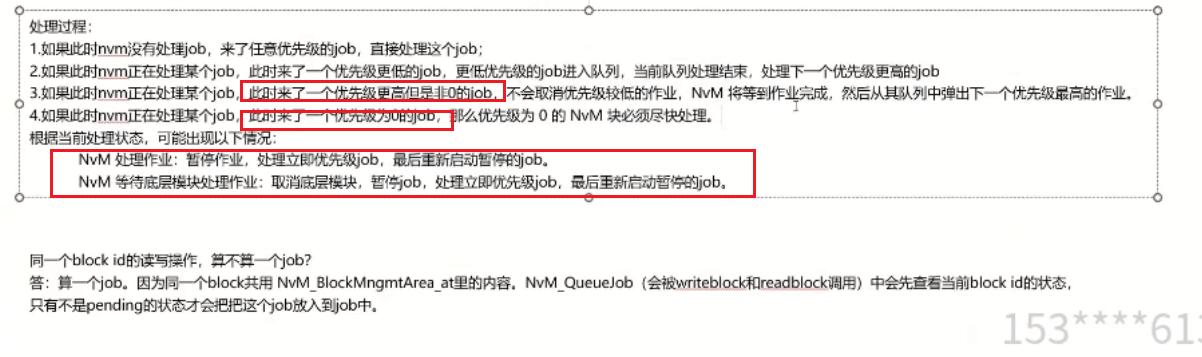 处理过程：
1.如果此时nvm没有处理job，来了任意优先级的job，直接处理这个job；
2.如果此时nvm正在处理某个job，此时来了一个优先级更低的job，更低优先级的job进入队列，当前队列处理结束，处理下一个优先级更高的job
3.如果此时nvm正在处理某个job，此时来了一个优先级更高但是非0的job，不会取消优先级较低的作业，NvM 将等到作业完成，然后从其队列中弹出下一个优先级最高的作业。
4.如果此时nvm正在处理某个job，此时来了一个优先级为0的job，那么优先级为 0 的 NvM 块必须尽快处理。
根据当前处理状态，可能出现以下情况：
NvM 处理作业：暂停作业，处理立即优先级job，最后重新启动暂停的job。
NvM 等待底层模块处理作业：取消底层模块，暂停job，处理立即优先级job，最后重新启动暂停的job。
同一个block id的读写操作，算不算一个job？
答：算一个job。因为同一个block共用 NvM_BlockMngmtArea_at里的内容。NvM_QueueJob（会被writeblock和readblock调用）中会先查看当前block id的状态，
只有不是pending的状态才会把把这个job放入到job中。
153****613